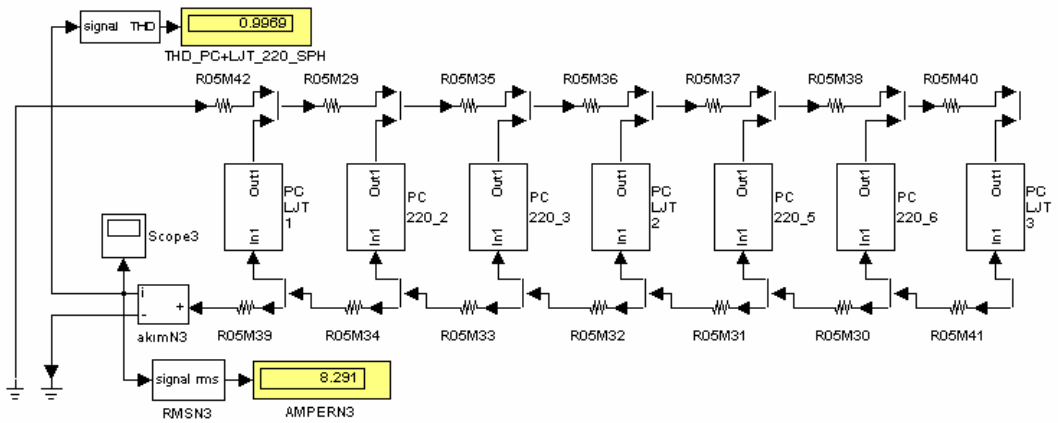 signal THD
0.9969
THD_PC+LJT_220_SPH
R05M42 R05M29 R05M35 R05M36 R05M37 R05M38 R05M40
Out1 Out1 Out1 Out1 Out1 Out1 Out1
In1 In1 In1 In1 In1 In1 In1
PC
LJT
1
PC
220_2
PC
220_3
PC
LJT
2
PC
220_5
PC
220_6
PC
LJT
3
Scope3
i
-
+
akımN3
R05M39 R05M34 R05M33 R05M32 R05M31 R05M30 R05M41
signal rms
8.291
RMSN3
AMPERN3